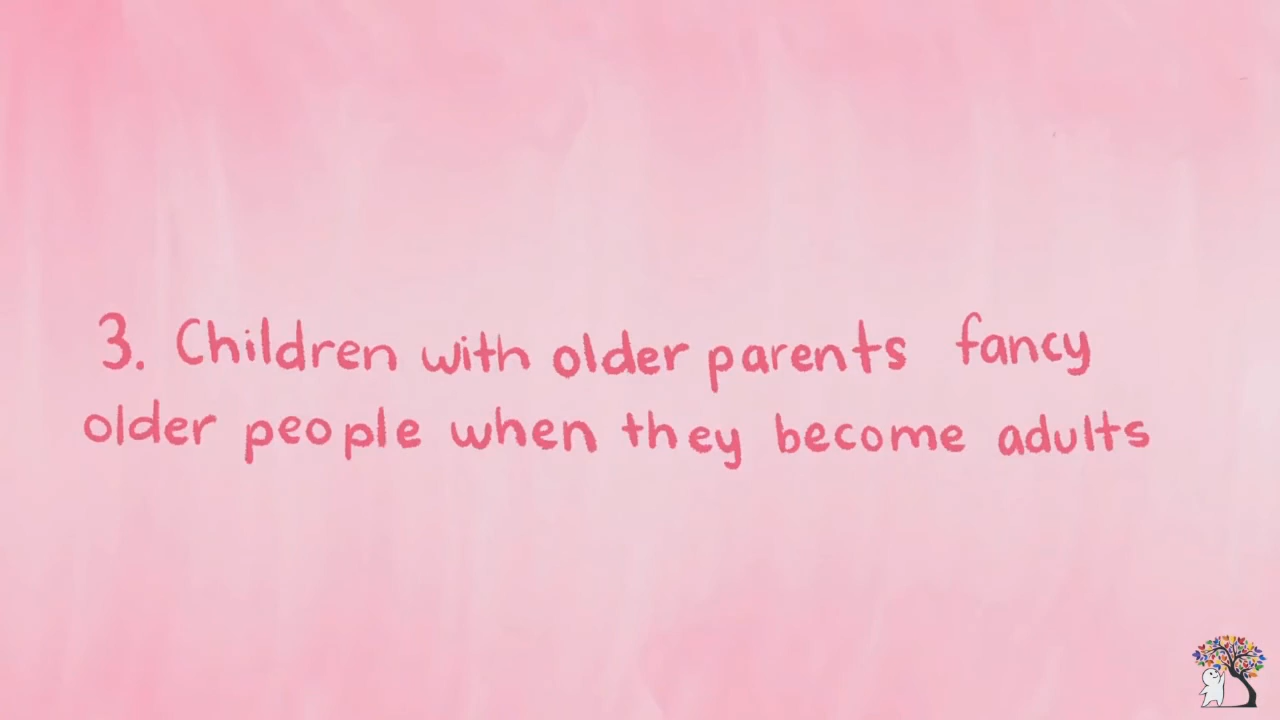 3. Children with older parents fancy
older people when they become adults